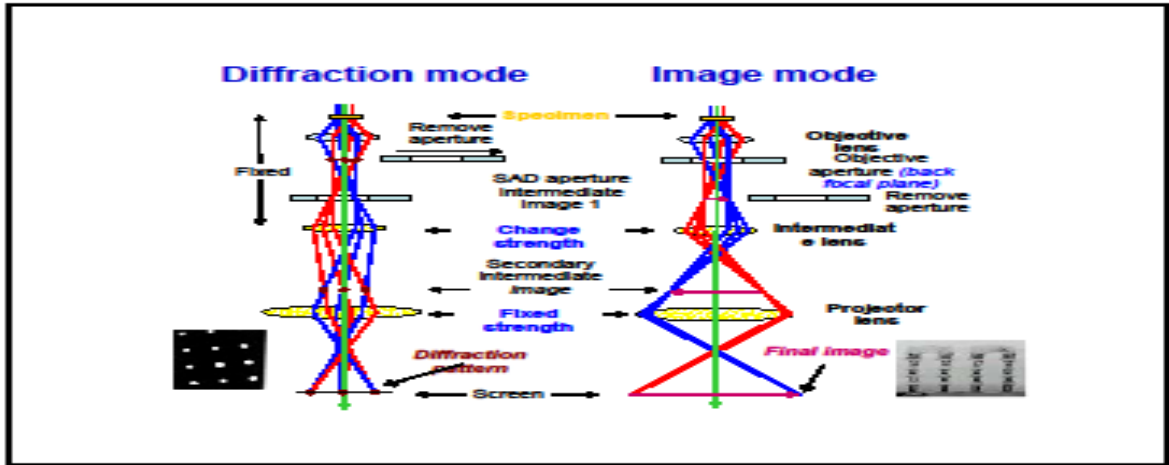 Diffraction mode
Image mode
Specimen
Remove
aperture
Objective
lens
Fixed
Objective
aperture (back
focal plane)
SAD aperture
Intermediate
Image 1
Remove
aperture
Change
strength
Intermediat
e lens
Secondary
Intermediate
Image
Fixed
strength
Projector
lens
Diffraction
pattern
Final image
Screen